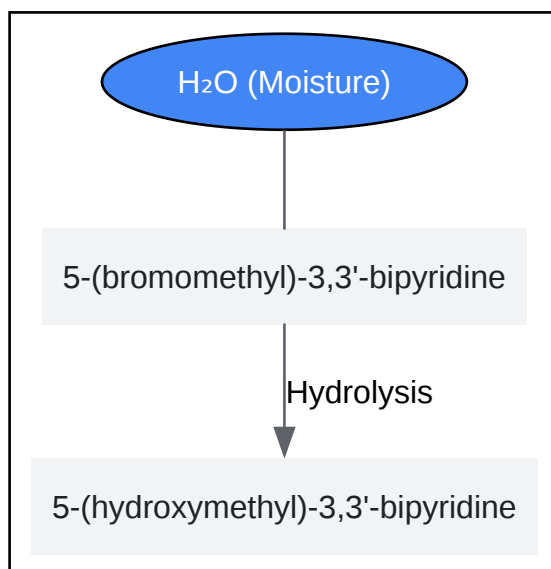 H₂O (Moisture)
5-(bromomethyl)-3,3'-bipyridine
Hydrolysis
5-(hydroxymethyl)-3,3'-bipyridine